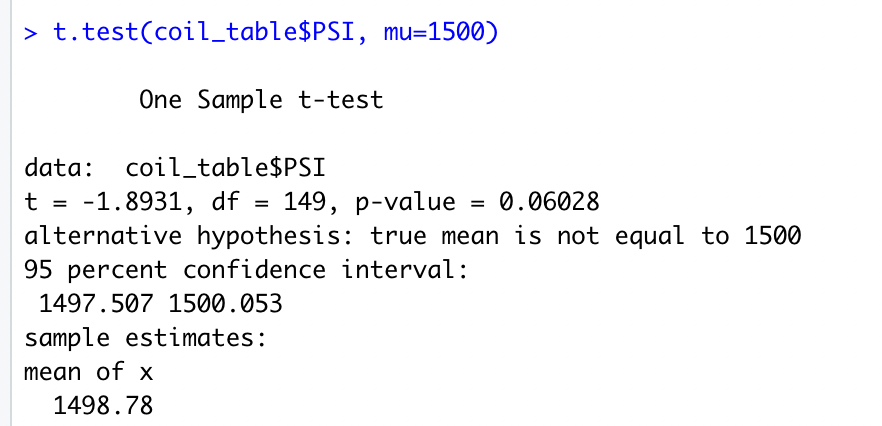 > t.test(coil_table$PSI, mu=1500)
One Sample t-test
data:  coil_table$PSI
t = -1.8931, df = 149, p-value = 0.06028
alternative hypothesis: true mean is not equal to 1500
95 percent confidence interval:
1497.507 1500.053
sample estimates:
mean of x
1498.78